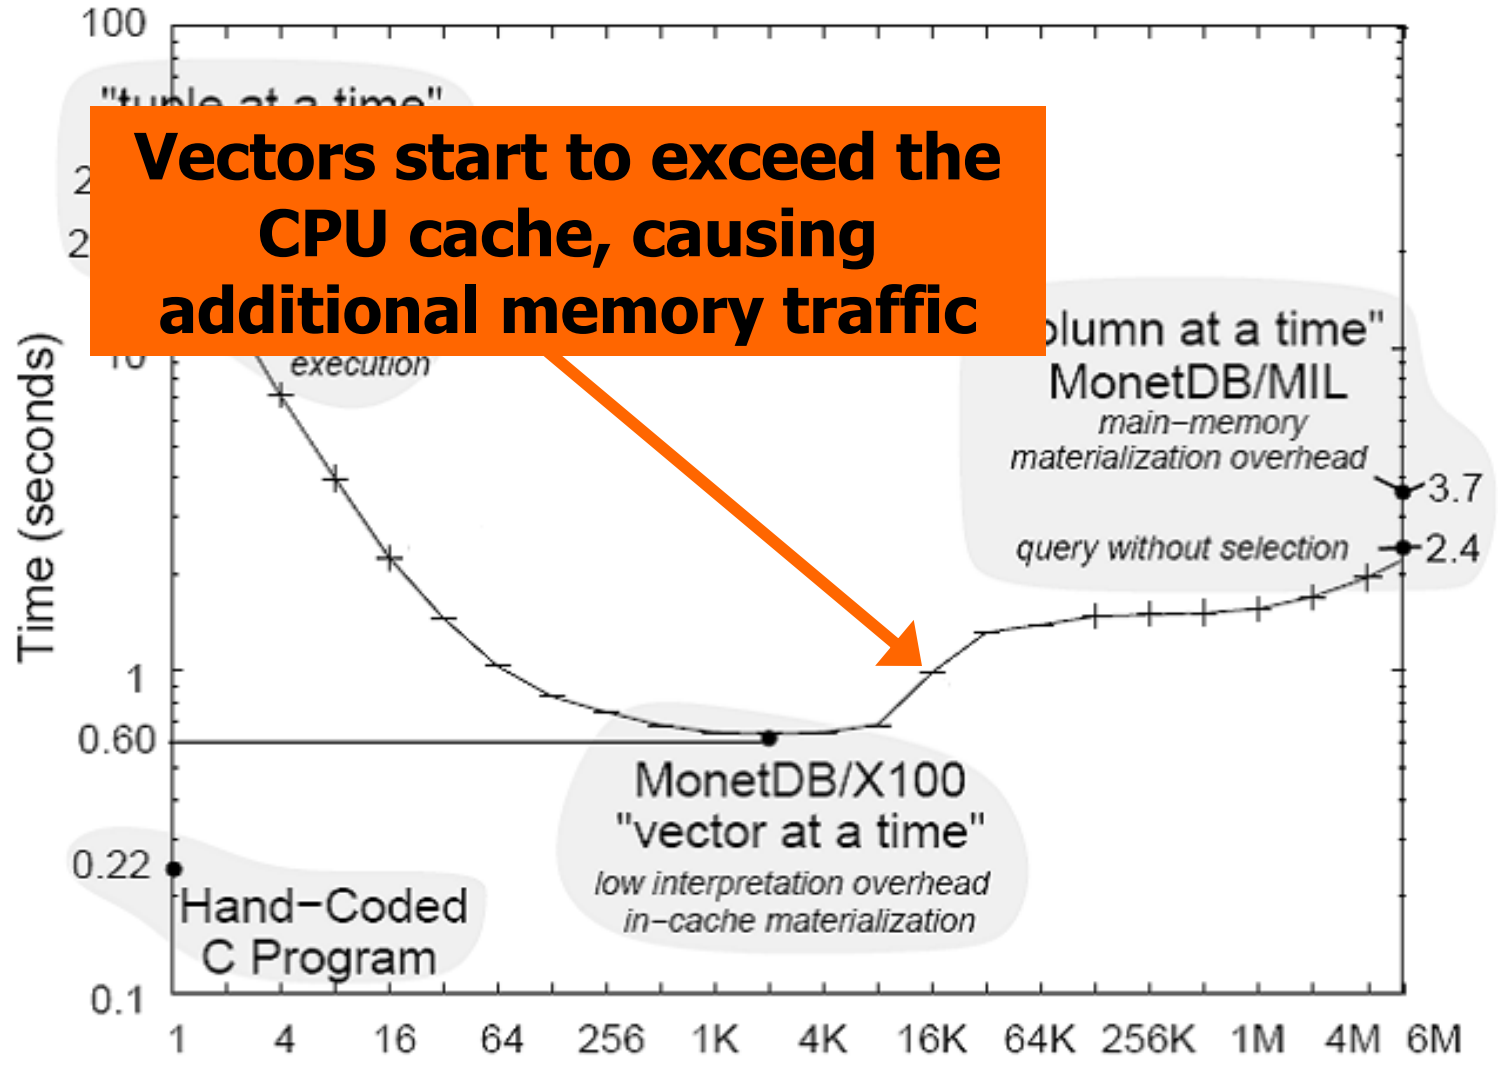 100
"tuple at a time"
Vectors start to exceed the
CPU cache, causing
additional memory traffic
2
2
10
execution
olumn at a time"
MonetDB/MIL
main-memory
materialization overhead
3.7
query without selection
2.4
Time (seconds)
1
0.60
MonetDB/X100
"vector at a time"
low interpretation overhead
in-cache materialization
0.22
Hand-Coded
C Program
0.1
1 4 16 64 256 1K 4K 16K 64K 256K 1M 4M 6M